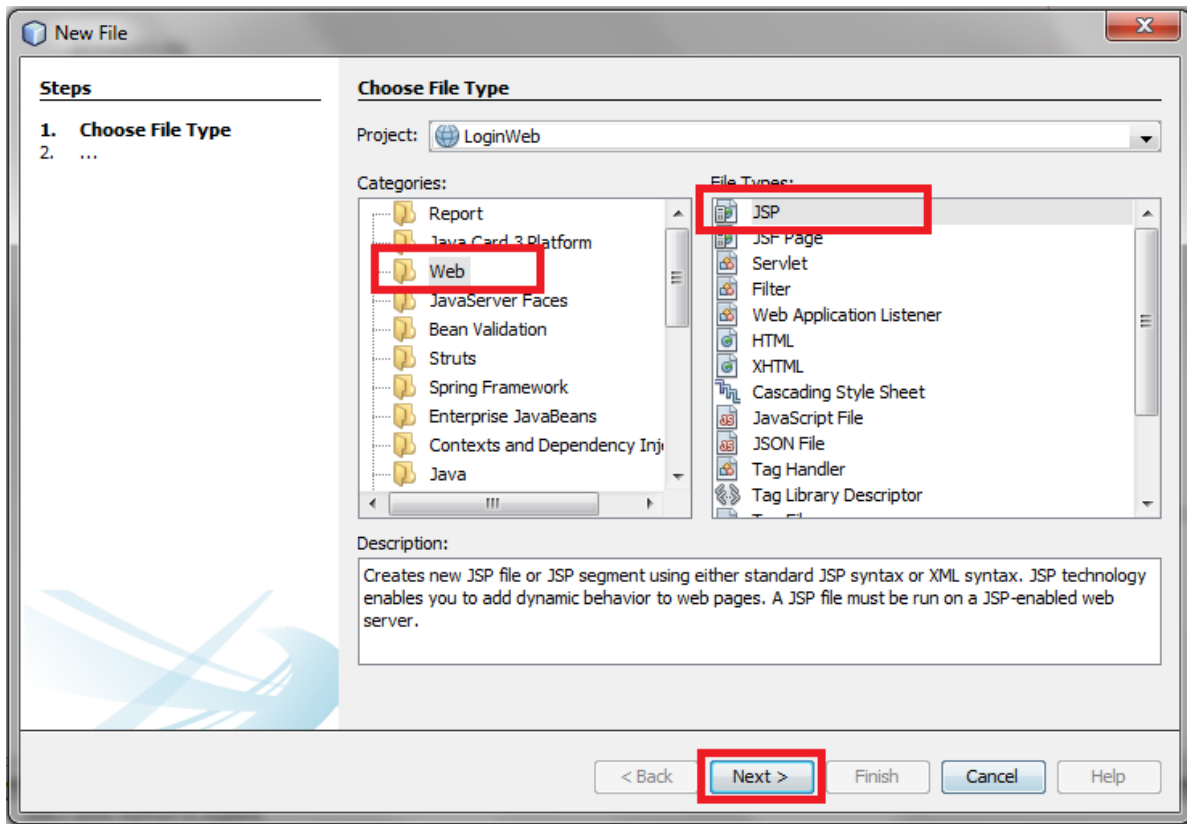 New File
X
Steps
1. Choose File Type
2. ...
Choose File Type
Project: LoginWeb
Categories:
Report
Java Card 3 Platform
Web
JavaServer Faces
Bean Validation
Struts
Spring Framework
Enterprise JavaBeans
Contexts and Dependency Inj
Java
File Types:
JSP
JSF Page
Servlet
Filter
Web Application Listener
HTML
XHTML
Cascading Style Sheet
JavaScript File
JSON File
Tag Handler
Tag Library Descriptor
Description:
Creates new JSP file or JSP segment using either standard JSP syntax or XML syntax. JSP technology
enables you to add dynamic behavior to web pages. A JSP file must be run on a JSP-enabled web
server.
< Back Next > Finish Cancel Help